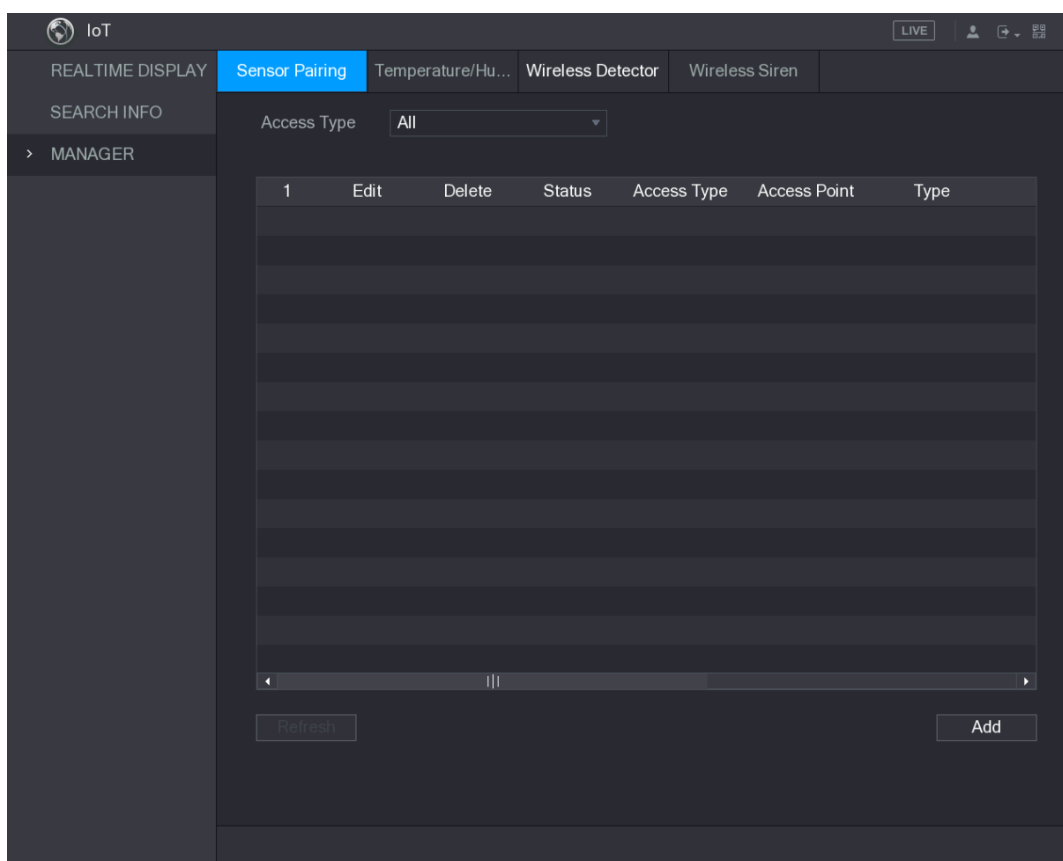 IoT
LIVE
REALTIME DISPLAY
SEARCH INFO
MANAGER
Sensor Pairing Temperature/Hu... Wireless Detector Wireless Siren
Access Type All
1 Edit Delete Status Access Type Access Point Type
Refresh Add